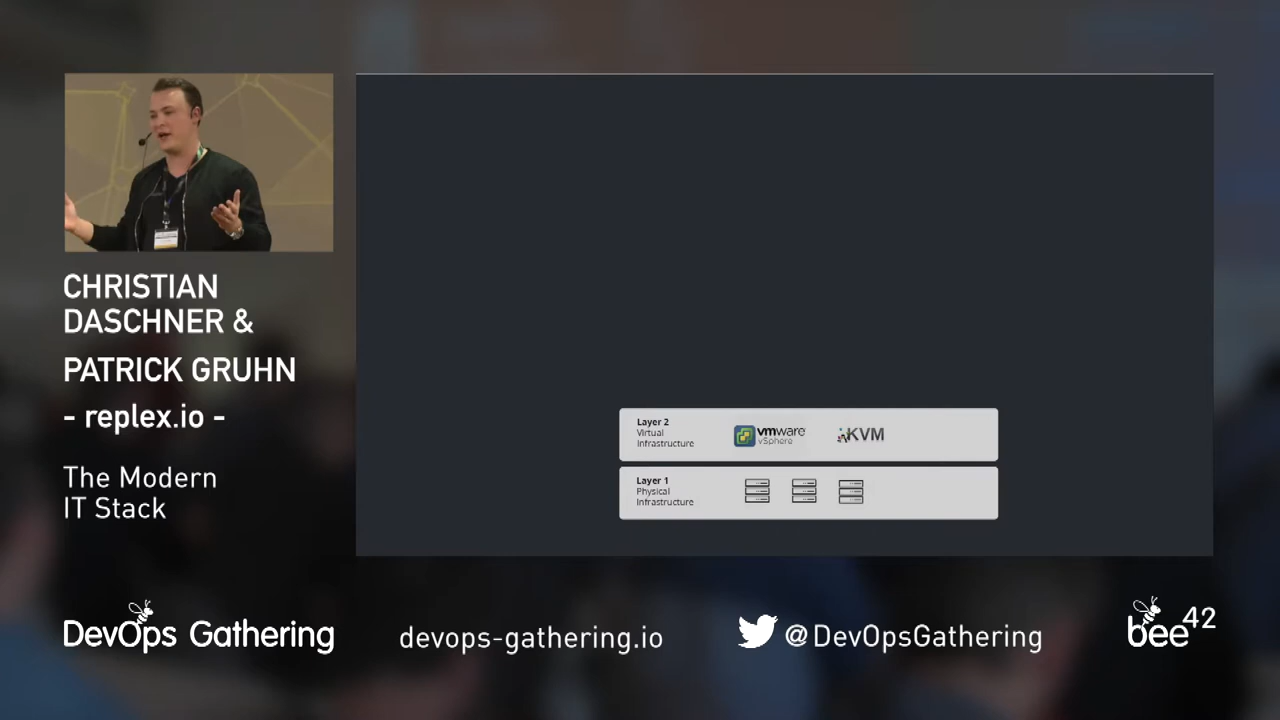 CHRISTIAN
DASCHNER &
PATRICK GRUHN
- replex.io -
The Modern
IT Stack
Layer 2
Virtual
Infrastructure
vmware
vSphere
KVM
Layer 1
Physical
Infrastructure
DevOps Gathering
devops-gathering.io
@DevOpsGathering
bee42